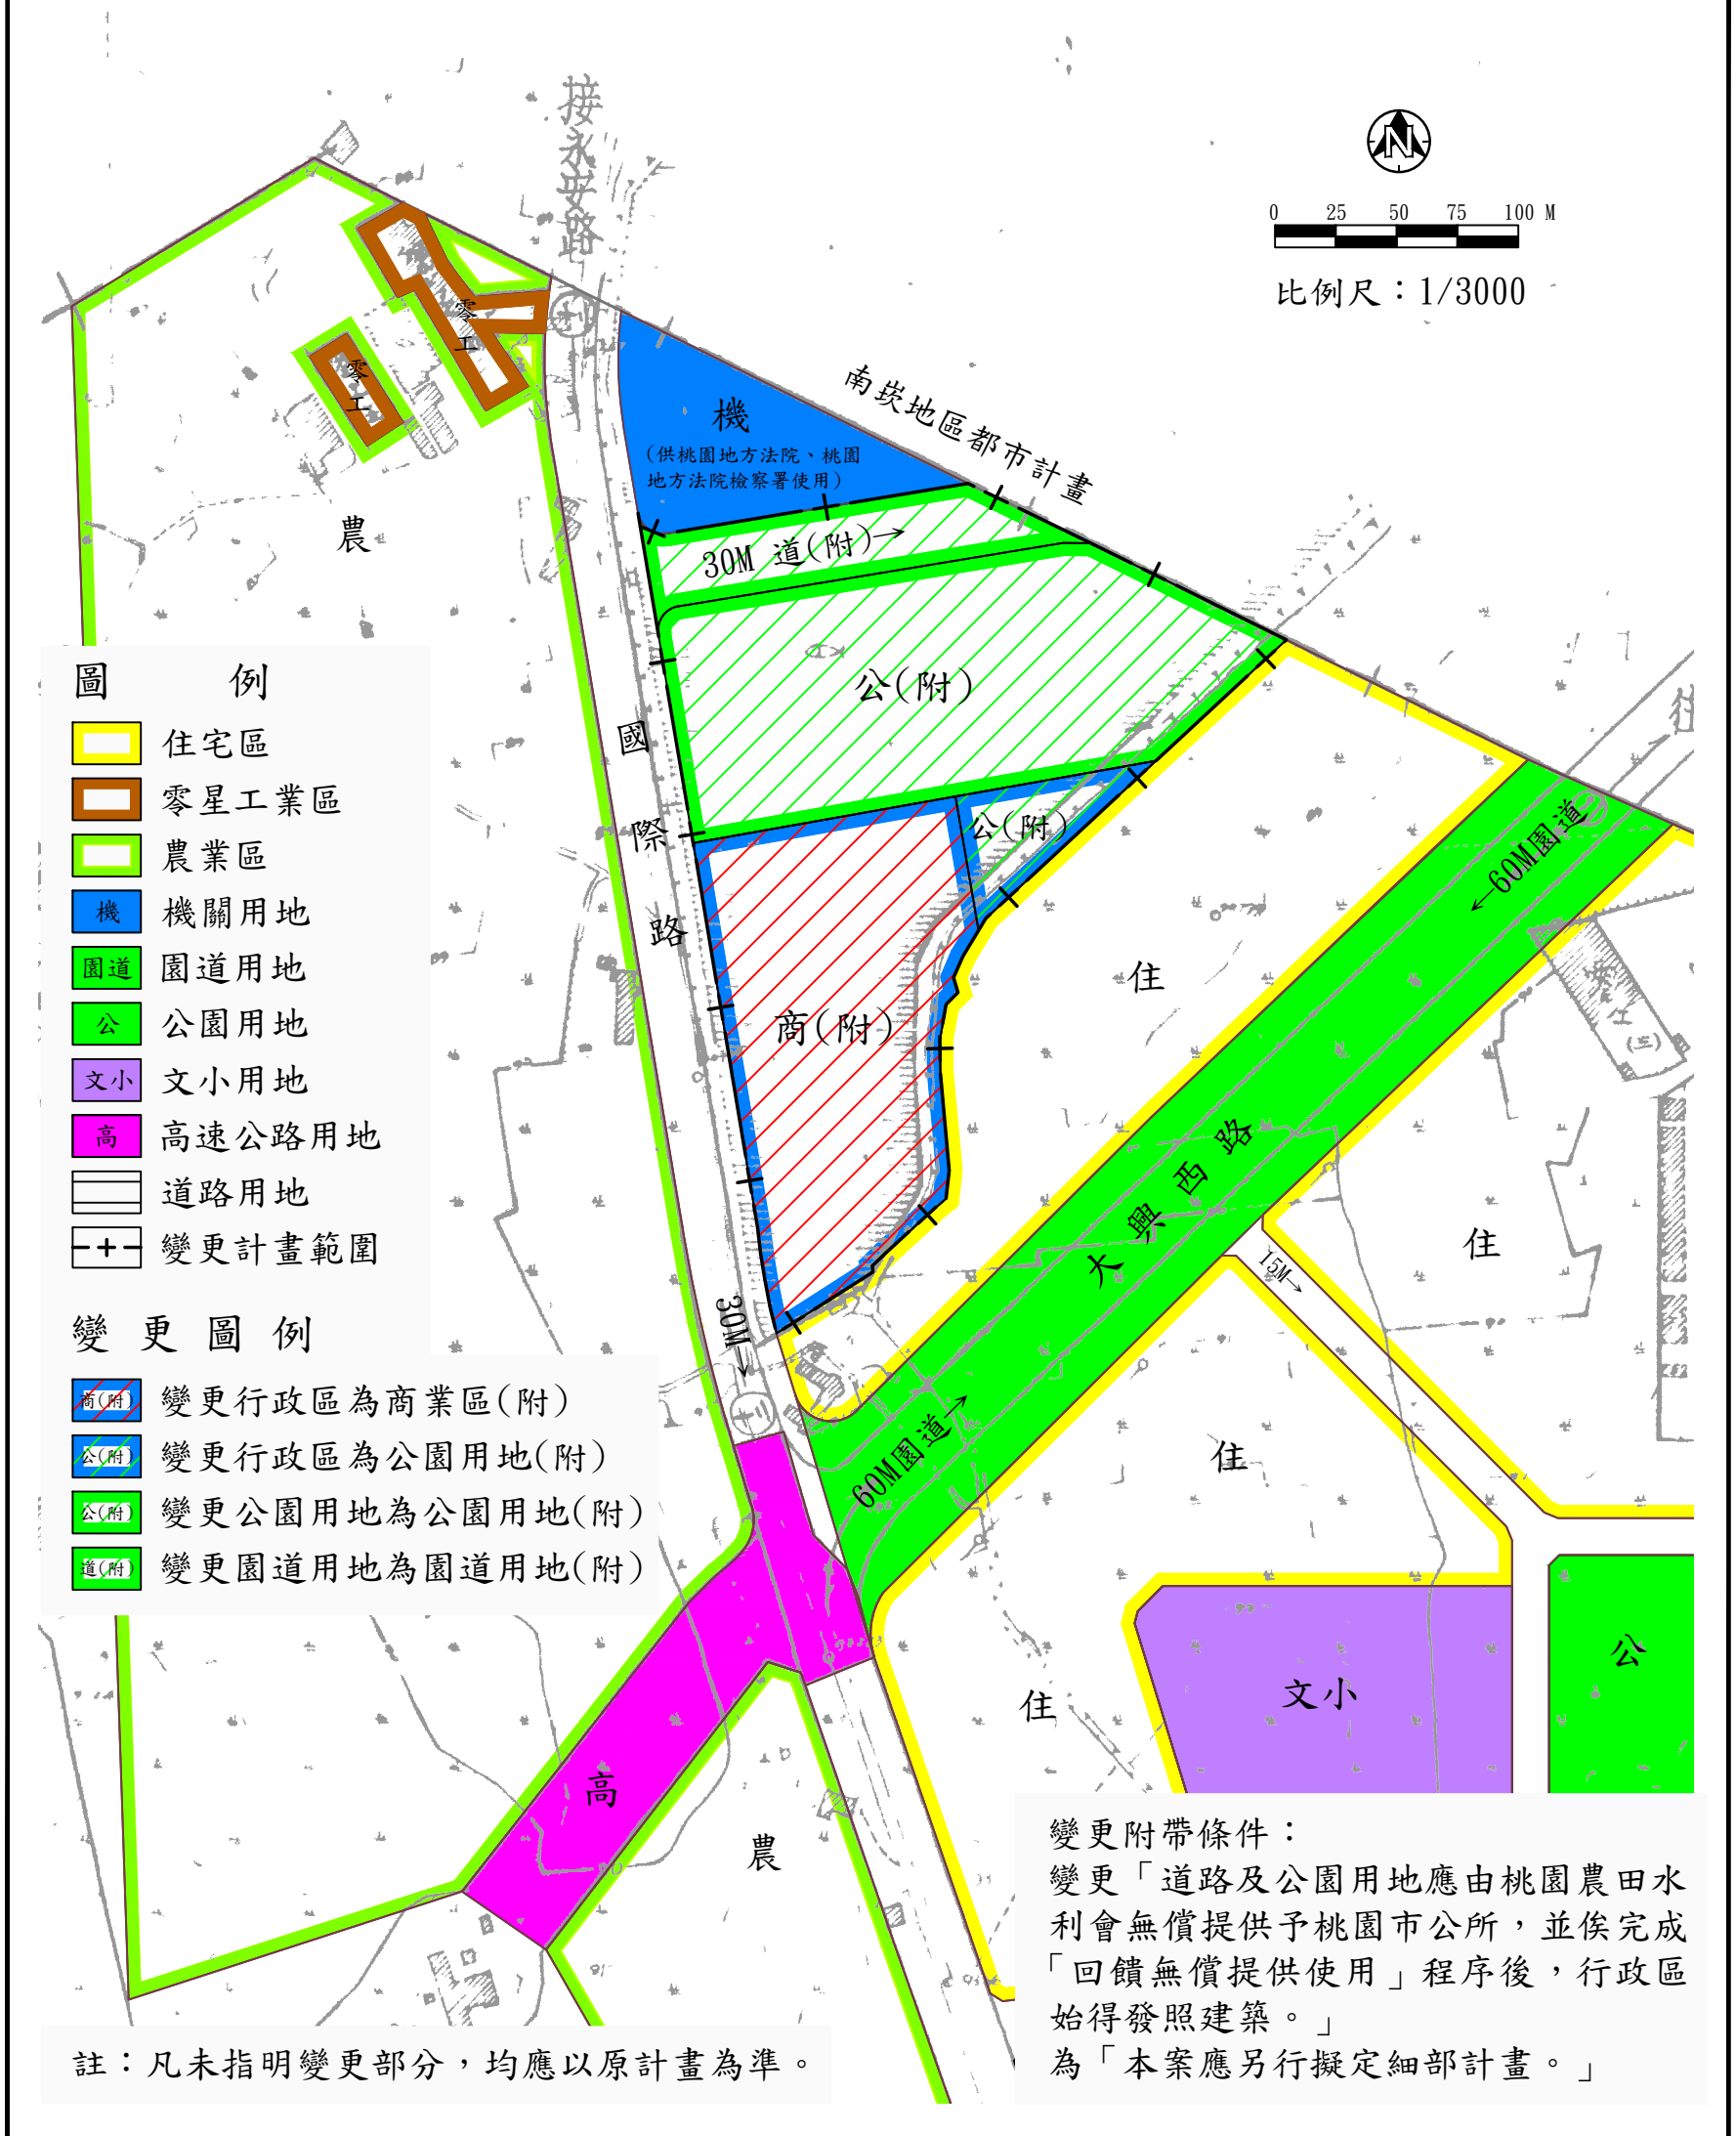 接永安路
N
0 25 50 75 100 M
比例尺：1/3000
零工
零工
機
(供桃園地方法院、桃園
地方法院檢察署使用)
南崁地區都市計畫
農
30M 道(附)→
公(附)
國際路
公(附)
←60M園道
商(附)
住
大興西路
住
15M→
30M→
住
60M園道→
住
文小
公
高
農
圖例
住宅區
零星工業區
農業區
機 機關用地
園道 園道用地
公 公園用地
文小 文小用地
高 高速公路用地
道路用地
變更計畫範圍
變更圖例
商(附) 變更行政區為商業區(附)
公(附) 變更行政區為公園用地(附)
公(附) 變更公園用地為公園用地(附)
道(附) 變更園道用地為園道用地(附)
變更附帶條件：
變更「道路及公園用地應由桃園農田水
利會無償提供予桃園市公所，並俟完成
「回饋無償提供使用」程序後，行政區
始得發照建築。」
為「本案應另行擬定細部計畫。」
註：凡未指明變更部分，均應以原計畫為準。